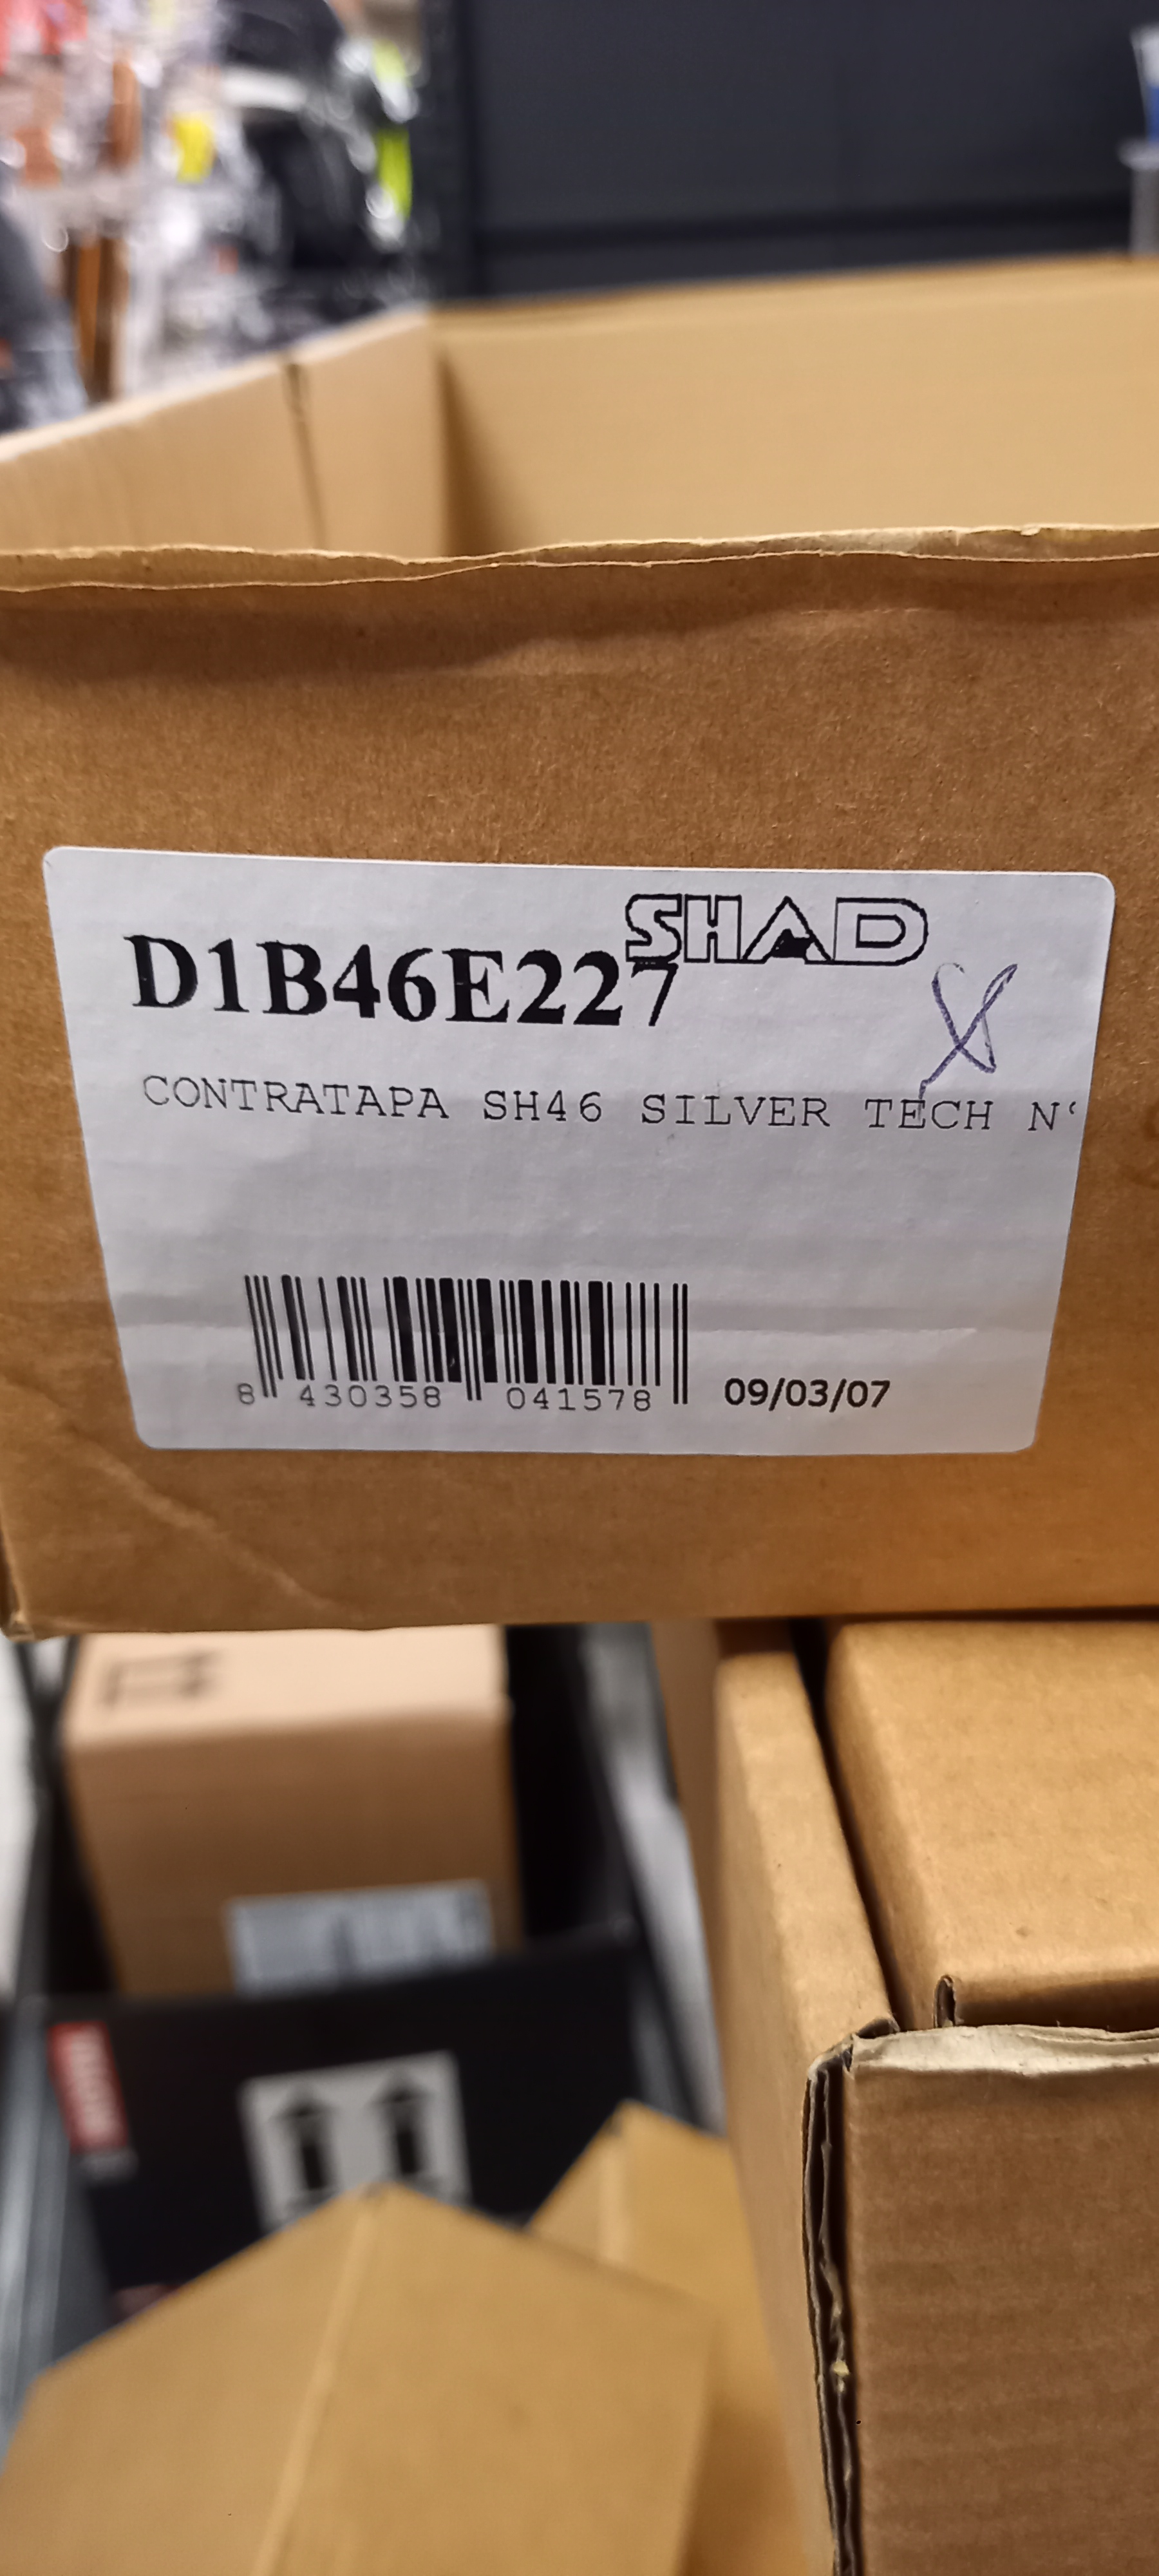 SHAD
D1B46E227
CONTRATAPA SH46 SILVER TECH N
8 430358 041578 09/03/07